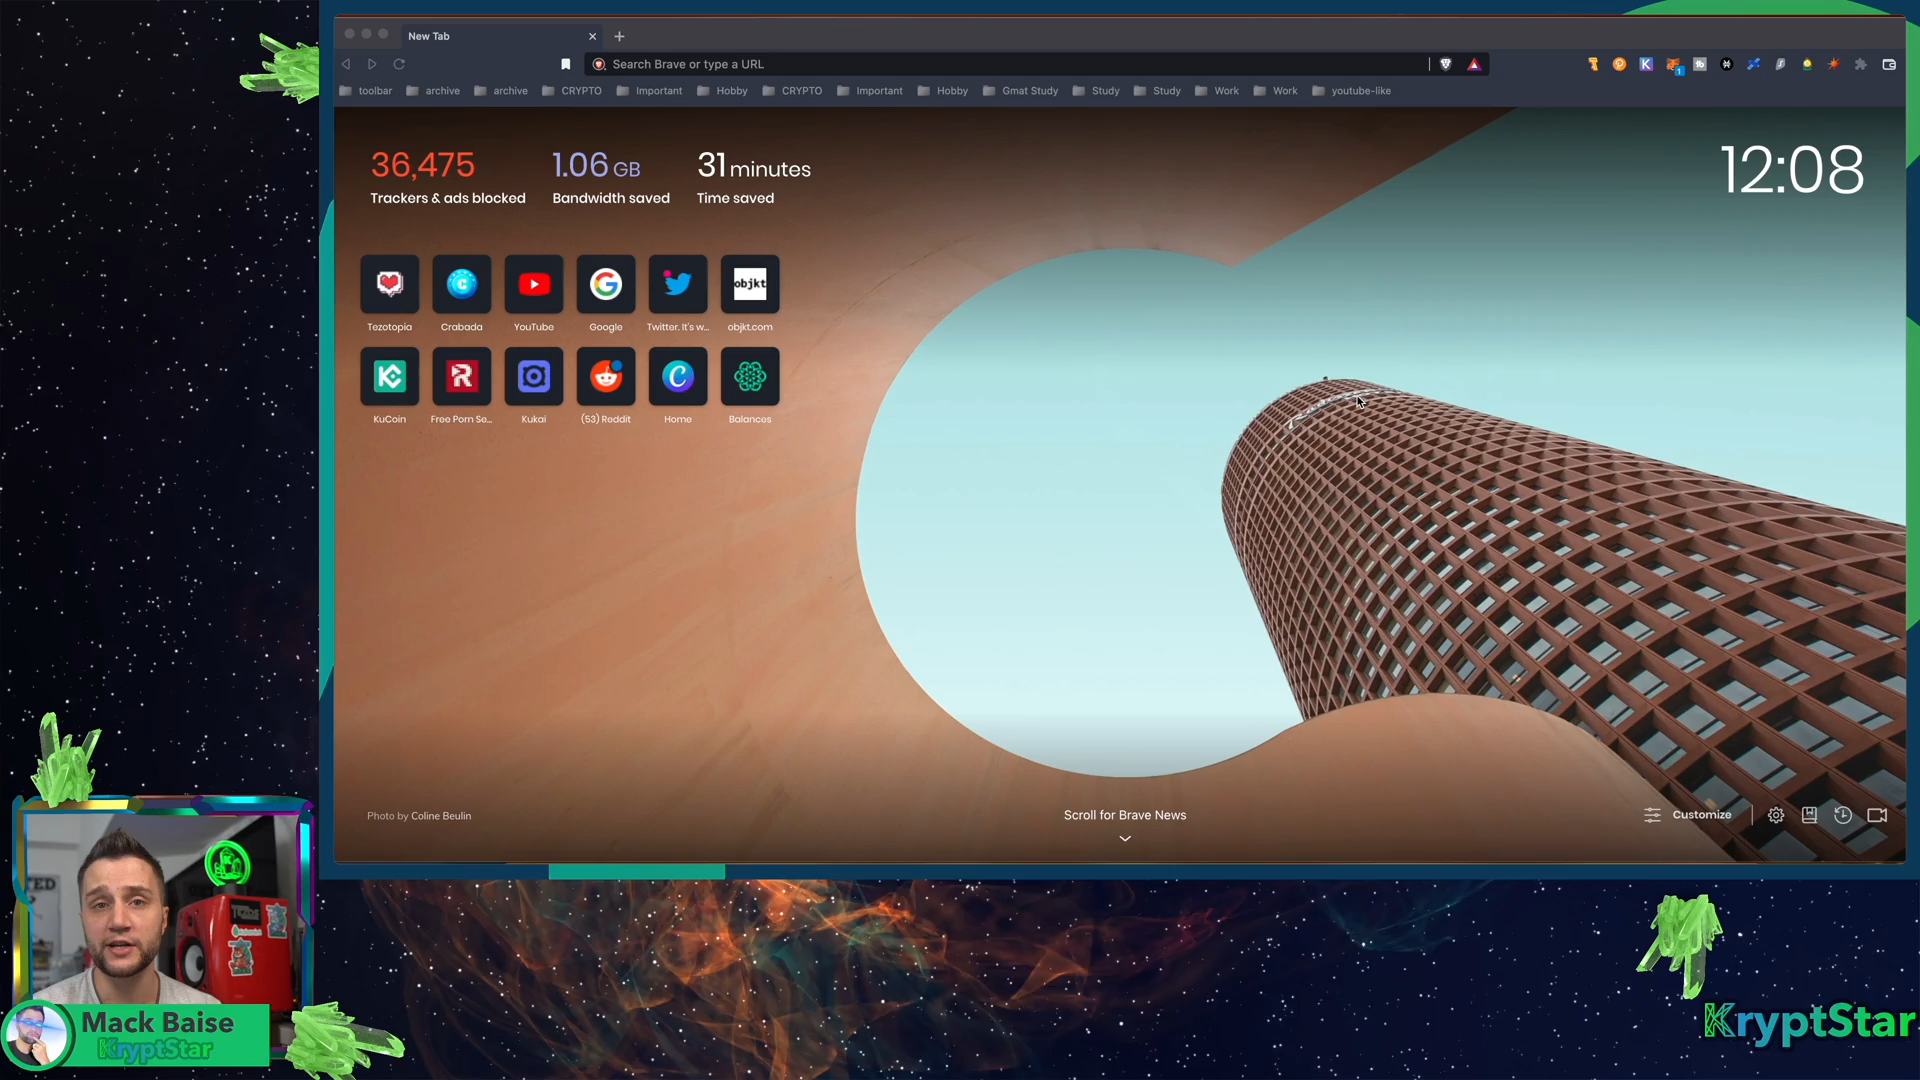 New Tab
Search Brave or type a URL
toolbar archive archive CRYPTO Important Hobby CRYPTO Important Hobby Gmat Study Study Study Work Work youtube-like
36,475 1.06 GB 31 minutes
Trackers & ads blocked Bandwidth saved Time saved
12:08
objkt
Tezotopia Crabada YouTube Google Twitter. It's w... objkt.com
KuCoin Free Porn Se... Kukai (53) Reddit Home Balances
Photo by Coline Beulin
Scroll for Brave News
Customize
TEZOS
Mack Baise
KryptStar
KryptStar